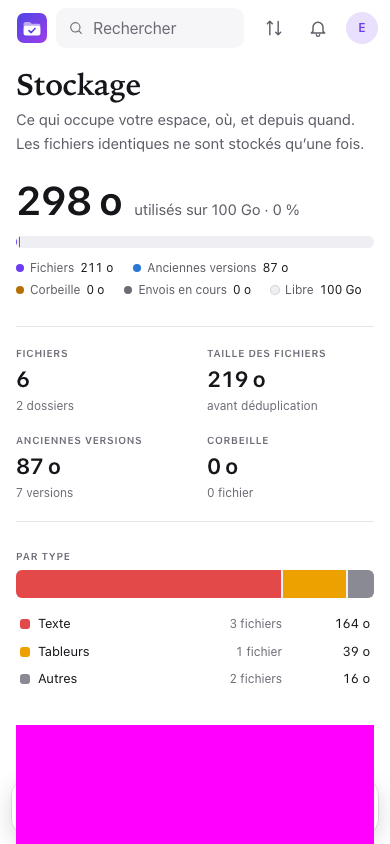 Rechercher
E
Stockage
Ce qui occupe votre espace, où, et depuis quand.
Les fichiers identiques ne sont stockés qu’une fois.
298 o utilisés sur 100 Go · 0 %
Fichiers 211 o Anciennes versions 87 o
Corbeille 0 o Envois en cours 0 o Libre 100 Go
FICHIERS TAILLE DES FICHIERS
6 219 o
2 dossiers avant déduplication
ANCIENNES VERSIONS CORBEILLE
87 o 0 o
7 versions 0 fichier
PAR TYPE
Texte 3 fichiers 164 o
Tableurs 1 fichier 39 o
Autres 2 fichiers 16 o